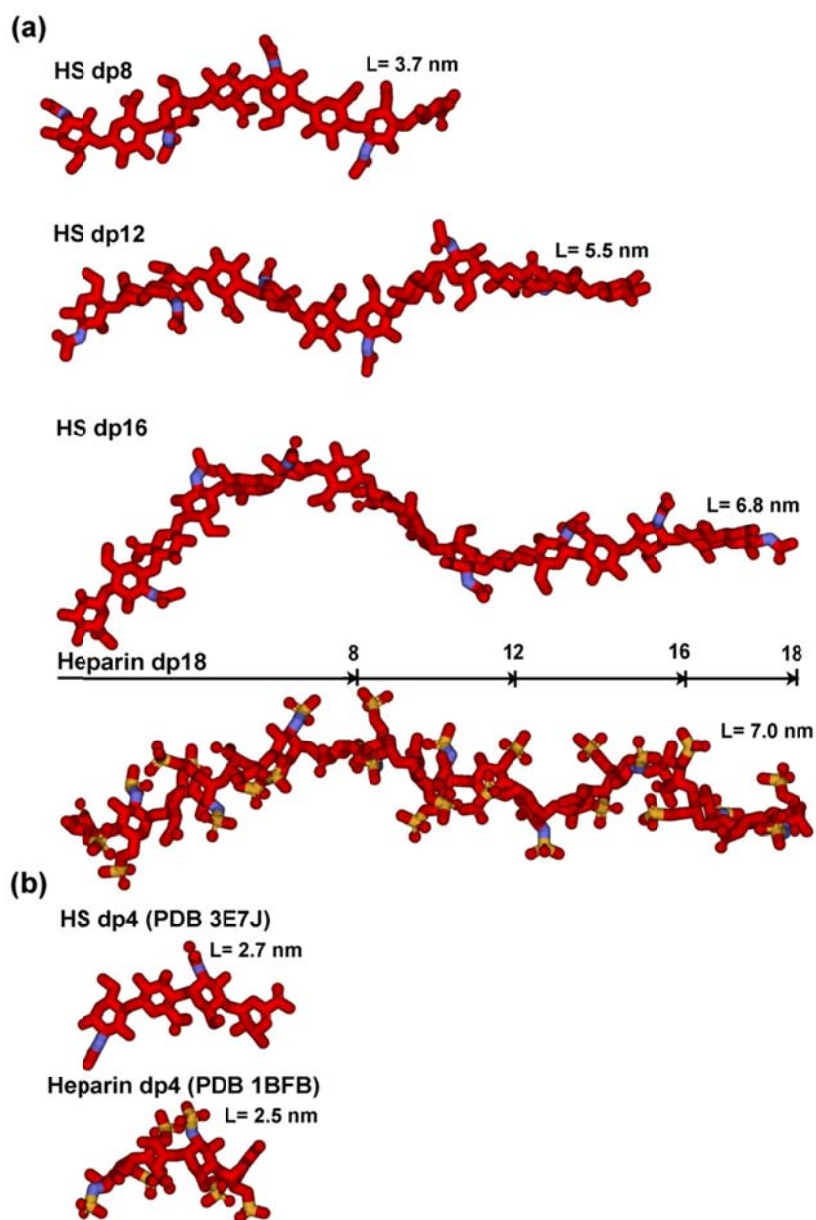 (a)
HS dp8
L= 3.7 nm
HS dp12
L= 5.5 nm
HS dp16
L= 6.8 nm
Heparin dp18
8
12
16
18
L= 7.0 nm
(b)
HS dp4 (PDB 3E7J)
L= 2.7 nm
Heparin dp4 (PDB 1BFB)
L= 2.5 nm